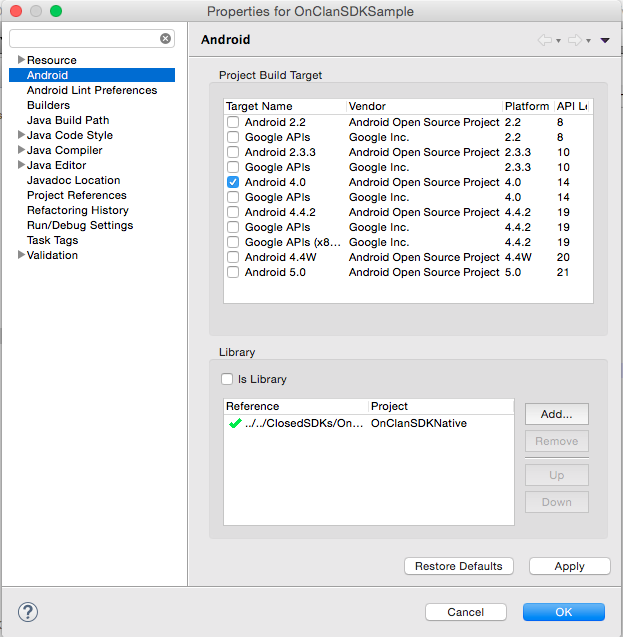 Properties for OnClanSDKSample
Android
Resource
Android
Android Lint Preferences
Builders
Java Build Path
Java Code Style
Java Compiler
Java Editor
Javadoc Location
Project References
Refactoring History
Run/Debug Settings
Task Tags
Validation
Project Build Target
Target Name Vendor Platform API Le
Android 2.2 Android Open Source Project 2.2 8
Google APIs Google Inc. 2.2 8
Android 2.3.3 Android Open Source Project 2.3.3 10
Google APIs Google Inc. 2.3.3 10
Android 4.0 Android Open Source Project 4.0 14
Google APIs Google Inc. 4.0 14
Android 4.4.2 Android Open Source Project 4.4.2 19
Google APIs Google Inc. 4.4.2 19
Google APIs (x8... Google Inc. 4.4.2 19
Android 4.4W Android Open Source Project 4.4W 20
Android 5.0 Android Open Source Project 5.0 21
Library
Is Library
Reference Project
../../ClosedSDKs/On... OnClanSDKNative
Add...
Remove
Up
Down
Restore Defaults Apply
? Cancel OK